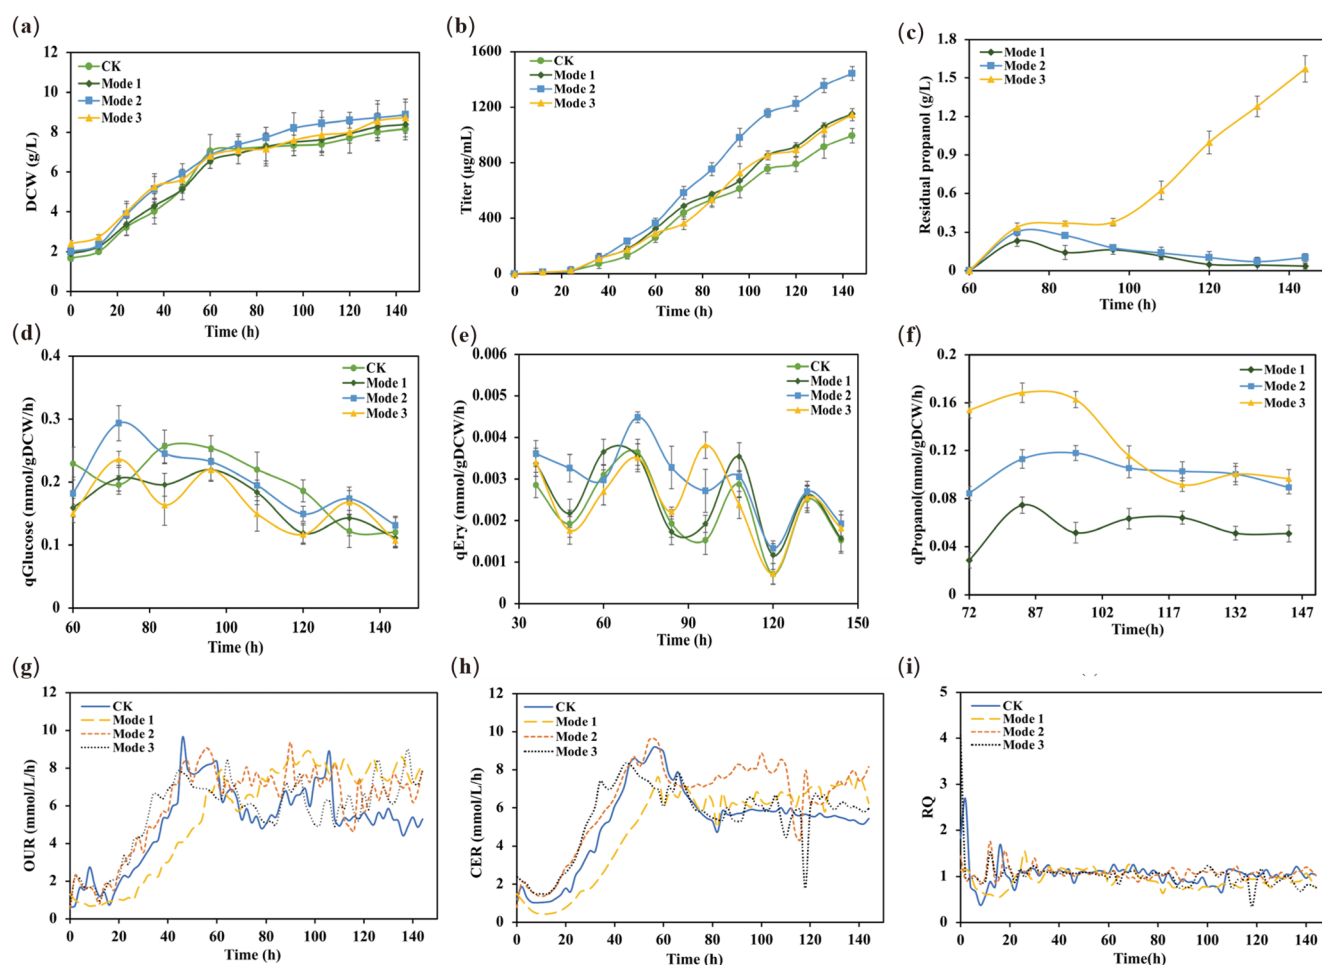 (a)
DCW (g/L)
12
10
8
6
4
2
0
CK
Mode 1
Mode 2
Mode 3
0 20 40 60 80 100 120 140
Time (h)
(b)
Titer (μg/mL)
1600
1200
800
400
0
CK
Mode 1
Mode 2
Mode 3
0 20 40 60 80 100 120 140
Time (h)
(c)
Residual propanol (g/L)
1.8
1.5
1.2
0.9
0.6
0.3
0
Mode 1
Mode 2
Mode 3
60 80 100 120 140
Time (h)
(d)
qGlucose (mmol/gDCW/h)
0.4
0.3
0.2
0.1
0
CK
Mode 1
Mode 2
Mode 3
60 80 100 120 140
Time (h)
(e)
qEry (mmol/gDCW/h)
0.006
0.005
0.004
0.003
0.002
0.001
0
CK
Mode 1
Mode 2
Mode 3
30 60 90 120 150
Time (h)
(f)
qPropanol(mmol/gDCW/h)
0.2
0.16
0.12
0.08
0.04
0
Mode 1
Mode 2
Mode 3
72 87 102 117 132 147
Time(h)
(g)
OUR (mmol/L/h)
12
10
8
6
4
2
0
CK
Mode 1
Mode 2
Mode 3
0 20 40 60 80 100 120 140
Time (h)
(h)
CER (mmol/L/h)
12
10
8
6
4
2
0
CK
Mode 1
Mode 2
Mode 3
0 20 40 60 80 100 120 140
Time (h)
(i)
RQ
5
4
3
2
1
0
CK
Mode 1
Mode 2
Mode 3
0 20 40 60 80 100 120 140
Time(h)